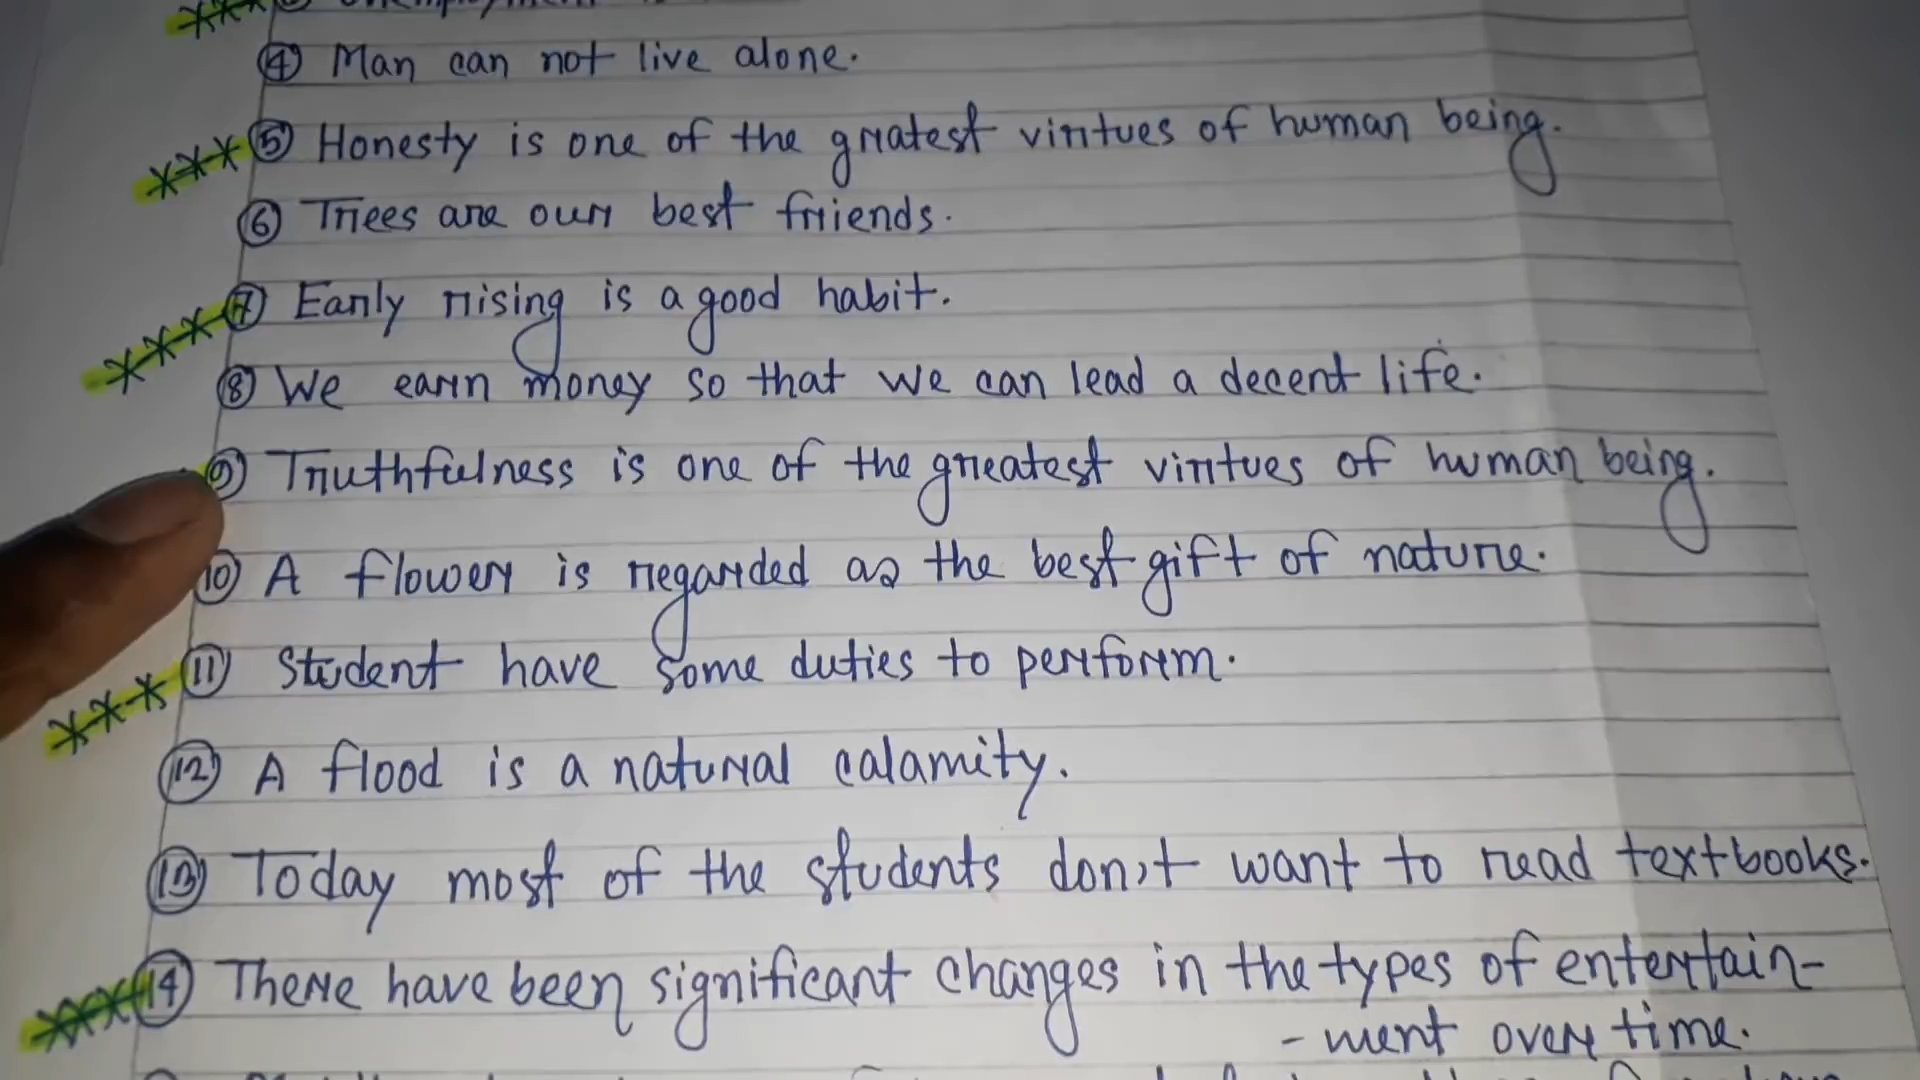 ④ Man can not live alone.
*** ⑤ Honesty is one of the gratest virtues of human being.
⑥ Trees are our best friends.
*** ⑦ Early rising is a good habit.
⑧ We earn money so that we can lead a decent life.
⑨ Truthfulness is one of the greatest virtues of human being.
⑩ A flower is regarded as the best gift of nature.
*** ⑪ Student have some duties to perform.
⑫ A flood is a natural calamity.
⑬ Today most of the students don,t want to read textbooks.
*** ⑭ There have been significant changes in the types of entertain-
-ment over time.